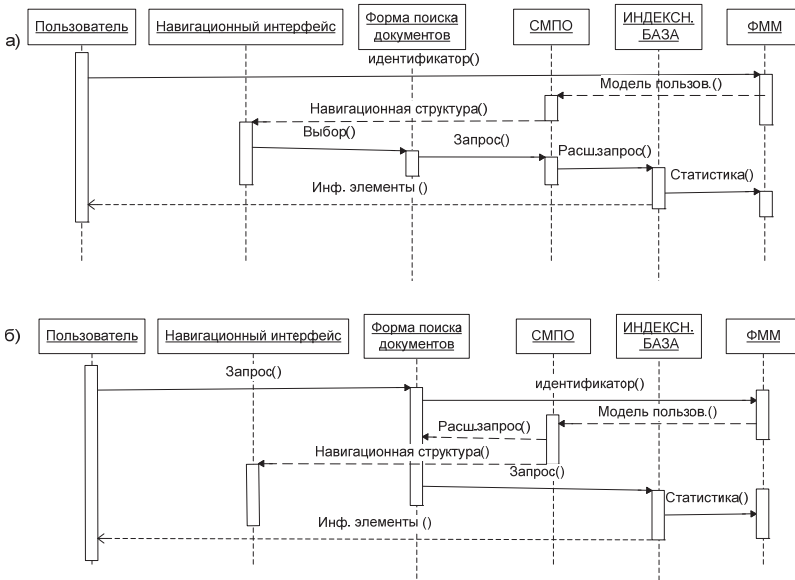 а)
Пользователь
Навигационный интерфейс
Форма поиска
документов
СМПО
ИНДЕКСН.
БАЗА
ФММ
идентификатор()
Модель пользов.()
Навигационная структура()
Выбор()
Запрос()
Расш.запрос()
Статистика()
Инф. элементы ()
б)
Пользователь
Навигационный интерфейс
Форма поиска
документов
СМПО
ИНДЕКСН.
БАЗА
ФММ
Запрос()
идентификатор()
Модель пользов.()
Расш.запрос()
Навигационная структура()
Запрос()
Статистика()
Инф. элементы ()